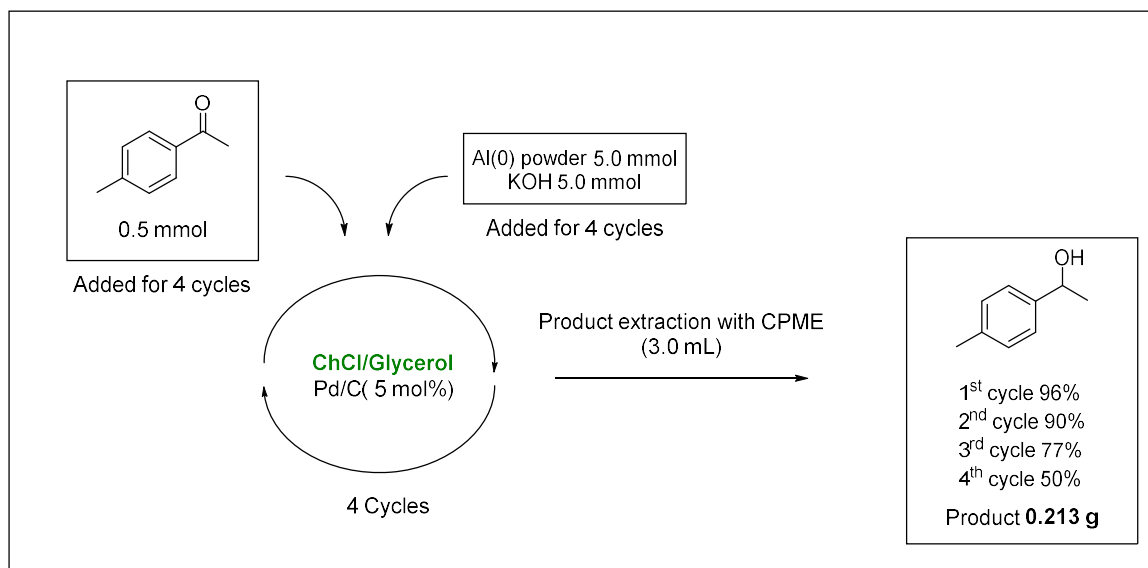 O
0.5 mmol
Added for 4 cycles
Al(0) powder 5.0 mmol
KOH 5.0 mmol
Added for 4 cycles
ChCl/Glycerol
Pd/C( 5 mol%)
4 Cycles
Product extraction with CPME
(3.0 mL)
OH
1st cycle 96%
2nd cycle 90%
3rd cycle 77%
4th cycle 50%
Product 0.213 g